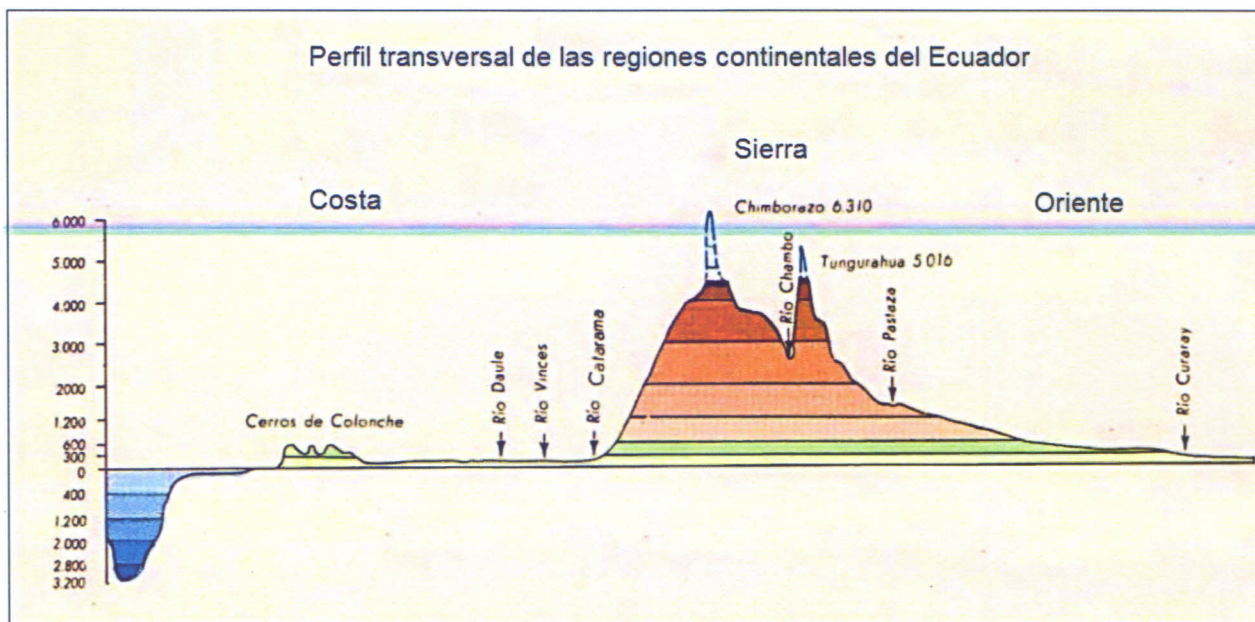 Perfil transversal de las regiones continentales del Ecuador
Sierra
Costa
Oriente
Chimborazo 6.310
Tungurahua 5.016
Río Chambo
Río Pastaza
Río Daule
Río Vinces
Río Catarama
Río Curaray
Cerros de Colonche
6.000
5.000
4.000
3.000
2000
1.200
600
300
0
400
1.200
2.000
2.800
3.200